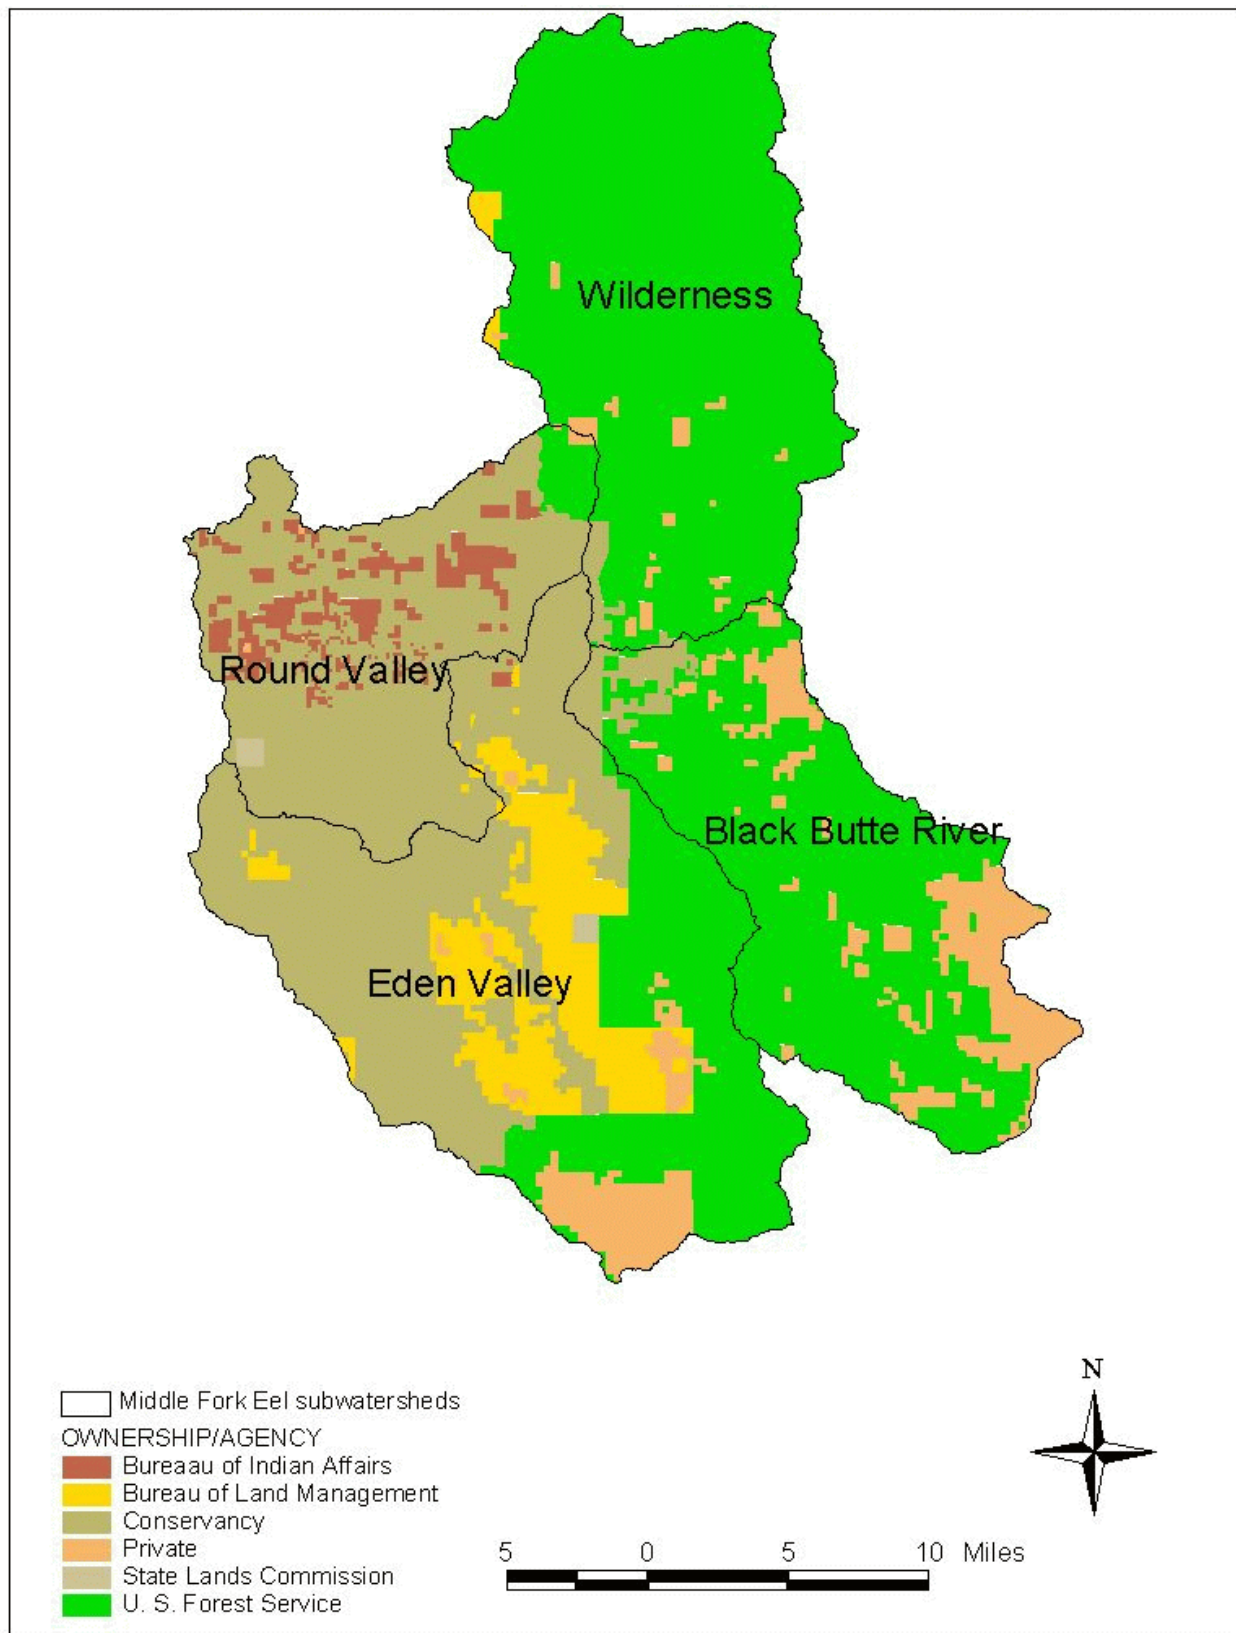 Wilderness
Round Valley
Black Butte River
Eden Valley
N
Middle Fork Eel subwatersheds
OWNERSHIP/AGENCY
Bureaau of Indian Affairs
Bureau of Land Management
Conservancy
Private
State Lands Commission
U. S. Forest Service
5 0 5 10 Miles